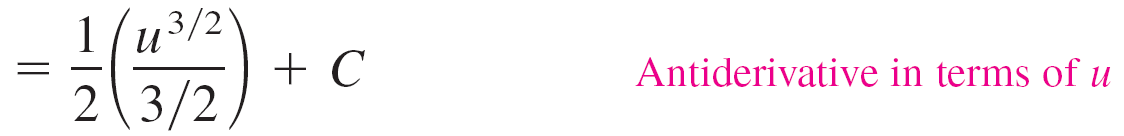 = 1/2 (u^{3/2} / 3/2) + C Antiderivative in terms of u